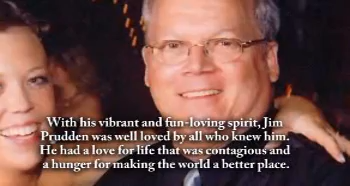 With his vibrant and fun-loving spirit, Jim
Prudden was well loved by all who knew him.
He had a love for life that was contagious and
a hunger for making the world a better place.